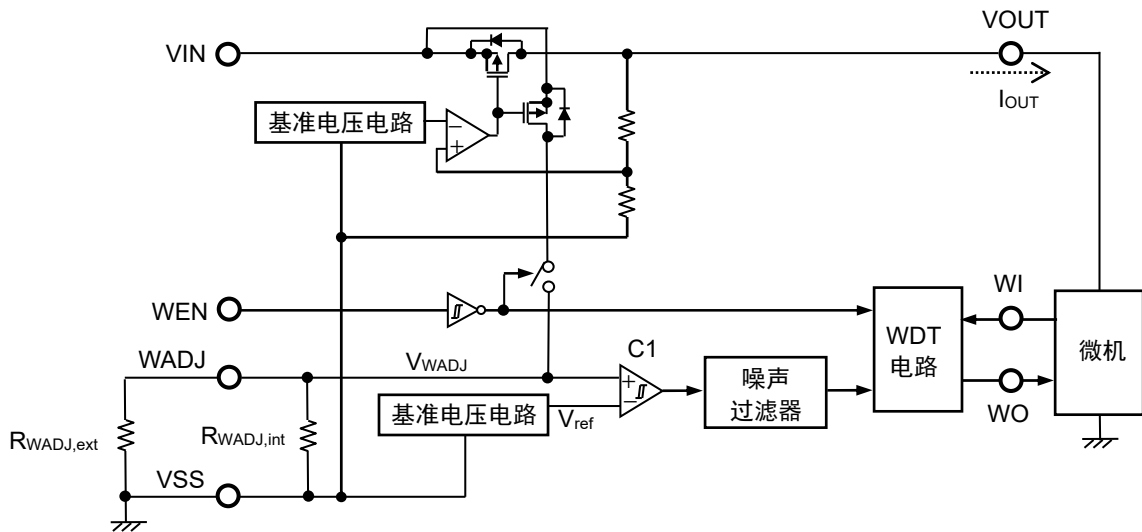 VOUT
VIN
IOUT
基准电压电路
−
+
WEN
WI
WDT
电路
微机
WADJ
VWADJ
C1
+
−
噪声
过滤器
基准电压电路
Vref
WO
RWADJ,ext
RWADJ,int
VSS